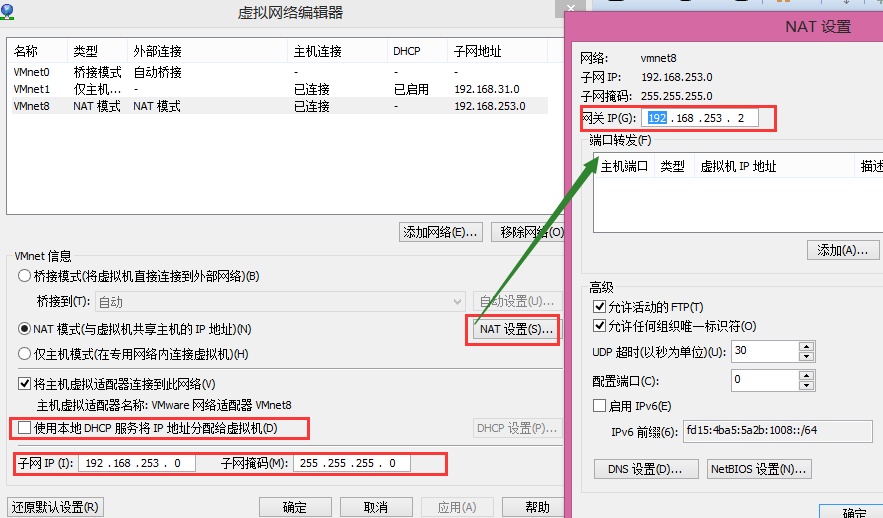 虚拟网络编辑器
名称 类型 外部连接 主机连接 DHCP 子网地址
VMnet0 桥接模式 自动桥接 - - -
VMnet1 仅主机... - 已连接 已启用 192.168.31.0
VMnet8 NAT 模式 NAT 模式 已连接 - 192.168.253.0
添加网络(E)... 移除网络(O)
VMnet 信息
桥接模式(将虚拟机直接连接到外部网络)(B)
桥接到(T): 自动 自动设置(U)...
NAT 模式(与虚拟机共享主机的 IP 地址)(N) NAT 设置(S)...
仅主机模式(在专用网络内连接虚拟机)(H)
将主机虚拟适配器连接到此网络(V)
主机虚拟适配器名称: VMware 网络适配器 VMnet8
使用本地 DHCP 服务将 IP 地址分配给虚拟机(D) DHCP 设置(P)...
子网 IP (I): 192 .168 .253 . 0 子网掩码(M): 255 .255 .255 . 0
还原默认设置(R) 确定 取消 应用(A) 帮助
NAT 设置
网络: vmnet8
子网 IP: 192.168.253.0
子网掩码: 255.255.255.0
网关 IP(G): 192 .168 .253 . 2
端口转发(F)
主机端口 类型 虚拟机 IP 地址 描述
添加(A)...
高级
允许活动的 FTP(T)
允许任何组织唯一标识符(O)
UDP 超时(以秒为单位)(U): 30
配置端口(C): 0
启用 IPv6(E)
IPv6 前缀(6): fd15:4ba5:5a2b:1008::/64
DNS 设置(D)... NetBIOS 设置(N)...
确定